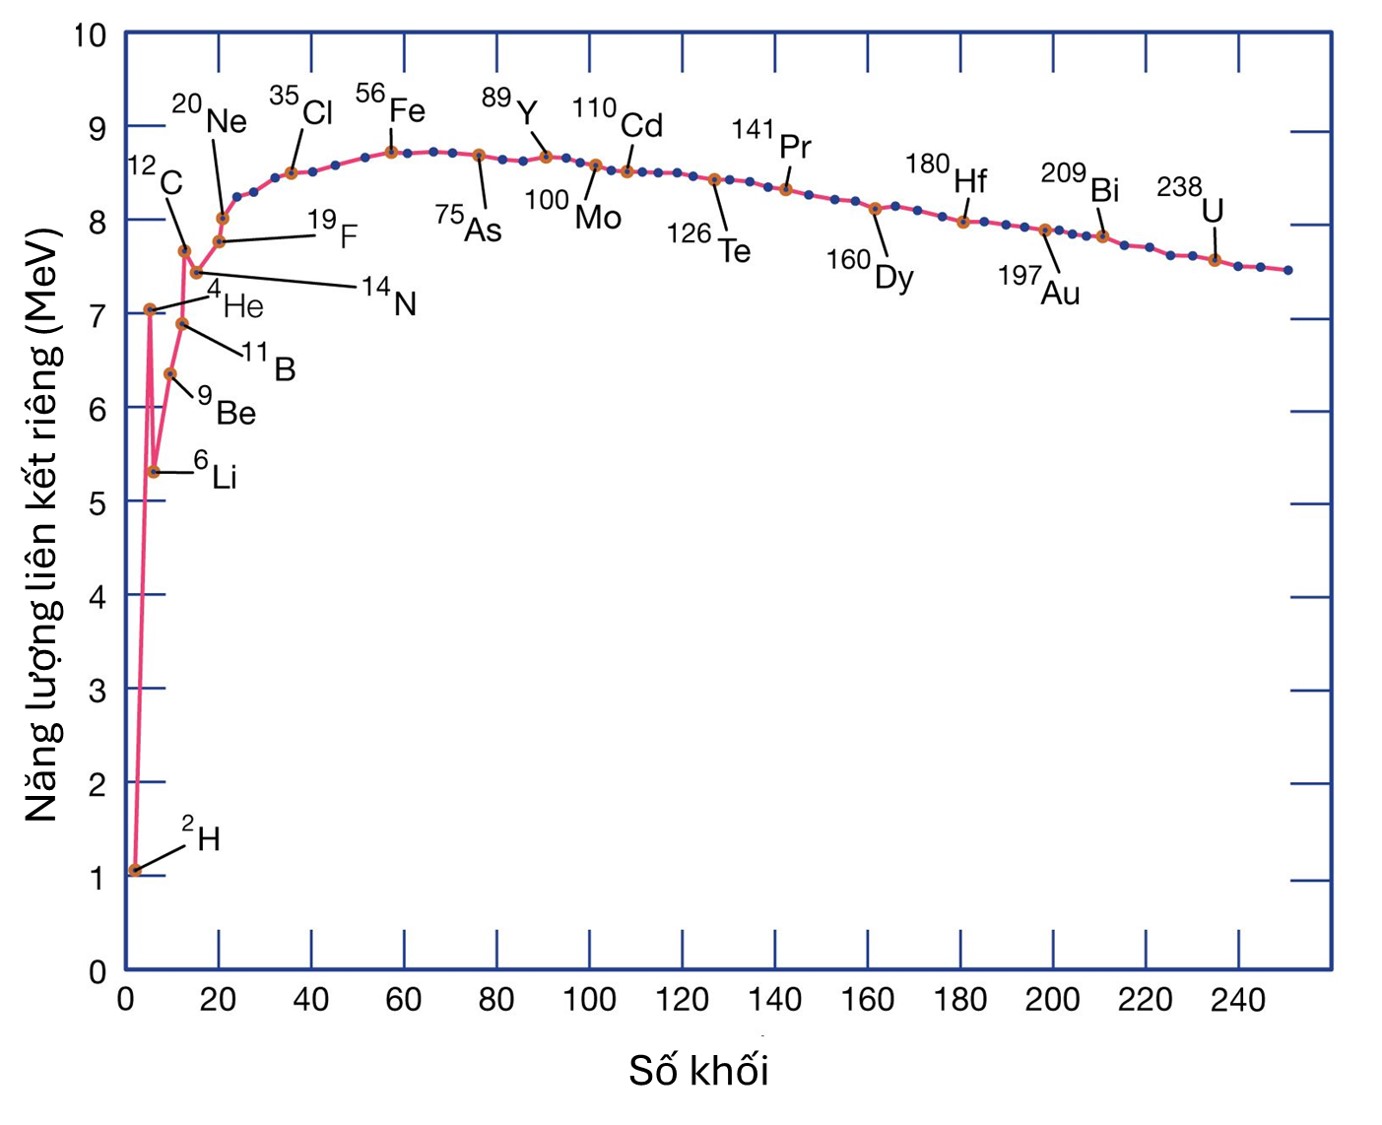 Năng lượng liên kết riêng (MeV)
10
9
8
7
6
5
4
3
2
1
0
²H
⁴He
⁶Li
⁹Be
¹¹B
¹²C
¹⁴N
¹⁹F
²⁰Ne
³⁵Cl
⁵⁶Fe
⁷⁵As
⁸⁹Y
¹⁰⁰Mo
¹¹⁰Cd
¹²⁶Te
¹⁴¹Pr
¹⁶⁰Dy
¹⁸⁰Hf
¹⁹⁷Au
²⁰⁹Bi
²³⁸U
0 20 40 60 80 100 120 140 160 180 200 220 240
Số khối